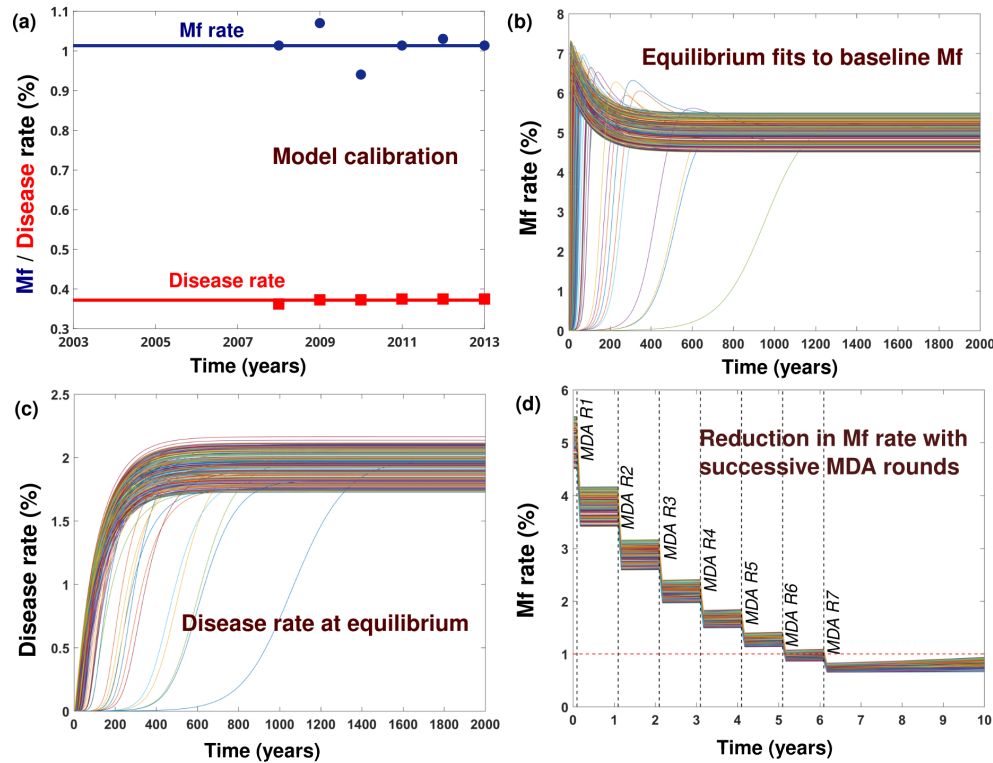 (a)
Mf / Disease rate (%)
1.1
1
0.9
0.8
0.7
0.6
0.5
0.4
0.3
Mf rate
Model calibration
Disease rate
2003
2005
2007
2009
2011
2013
Time (years)
(b)
Mf rate (%)
8
7
6
5
4
3
2
1
0
Equilibrium fits to baseline Mf
0
200
400
600
800
1000
1200
1400
1600
1800
2000
Time (years)
(c)
Disease rate (%)
2.5
2
1.5
1
0.5
0
Disease rate at equilibrium
0
200
400
600
800
1000
1200
1400
1600
1800
2000
Time (years)
(d)
Mf rate (%)
6
5
4
3
2
1
0
MDA R1
MDA R2
MDA R3
MDA R4
MDA R5
MDA R6
MDA R7
Reduction in Mf rate with
successive MDA rounds
0
1
2
3
4
5
6
7
8
9
10
Time (years)